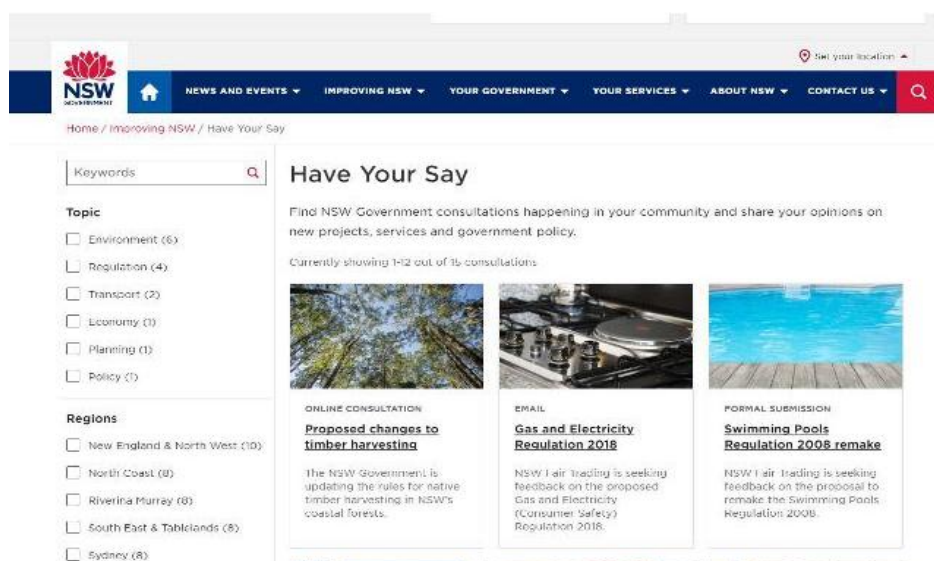 Set your location
NSW
GOVERNMENT
NEWS AND EVENTS
IMPROVING NSW
YOUR GOVERNMENT
YOUR SERVICES
ABOUT NSW
CONTACT US
Home / Improving NSW / Have Your Say
Keywords
Topic
Environment (6)
Regulation (4)
Transport (2)
Economy (1)
Planning (1)
Policy (1)
Regions
New England & North West (10)
North Coast (8)
Riverina Murray (8)
South East & Tablelands (8)
Sydney (8)
Have Your Say
Find NSW Government consultations happening in your community and share your opinions on
new projects, services and government policy.
Currently showing 1-12 out of 15 consultations
ONLINE CONSULTATION
Proposed changes to
timber harvesting
The NSW Government is
updating the rules for native
timber harvesting in NSW's
coastal forests.
EMAIL
Gas and Electricity
Regulation 2018
NSW Fair Trading is seeking
feedback on the proposed
Gas and Electricity
(Consumer Safety)
Regulation 2018.
FORMAL SUBMISSION
Swimming Pools
Regulation 2008 remake
NSW Fair Trading is seeking
feedback on the proposal to
remake the Swimming Pools
Regulation 2008.